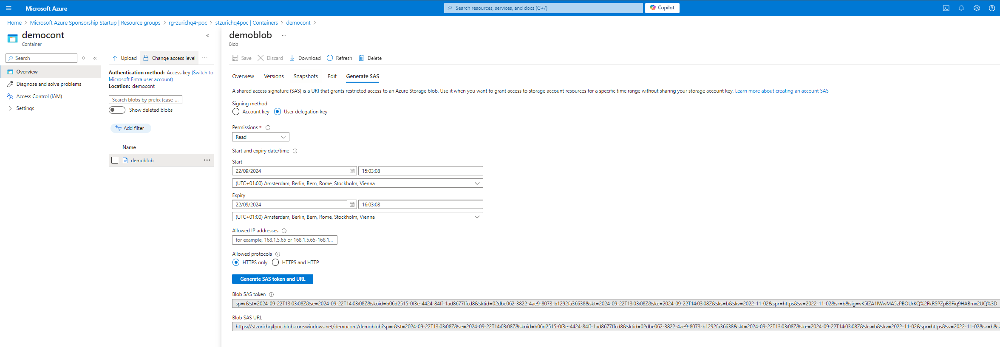 Microsoft Azure
Search resources, services, and docs (G+/)
Copilot
Home > Microsoft Azure Sponsorship Startup | Resource groups > rg-zurichq4-poc > stzurichq4poc | Containers > democont >
democont
Container
Search
Overview
Diagnose and solve problems
Access Control (IAM)
Settings
Upload
Change access level
Authentication method: Access key (Switch to
Microsoft Entra user account)
Location: democont
Search blobs by prefix (case-...
Show deleted blobs
Add filter
Name
demoblob
demoblob
Blob
Save
Discard
Download
Refresh
Delete
Overview
Versions
Snapshots
Edit
Generate SAS
A shared access signature (SAS) is a URI that grants restricted access to an Azure Storage blob. Use it when you want to grant access to storage account resources for a specific time range without sharing your storage account key. Learn more about creating an account SAS
Signing method
Account key
User delegation key
Permissions *
Read
Start and expiry date/time
Start
22/09/2024
15:03:08
(UTC+01:00) Amsterdam, Berlin, Bern, Rome, Stockholm, Vienna
Expiry
22/09/2024
16:03:08
(UTC+01:00) Amsterdam, Berlin, Bern, Rome, Stockholm, Vienna
Allowed IP addresses
for example, 168.1.5.65 or 168.1.5.65-168.1...
Allowed protocols
HTTPS only
HTTPS and HTTP
Generate SAS token and URL
Blob SAS token
sp=r&st=2024-09-22T13:03:08Z&se=2024-09-22T14:03:08Z&skoid=b06d2515-0f3e-4424-84ff-1ad8677ffcd8&sktid=02dbe062-3822-4ae9-8073-b1292fa36638&skt=2024-09-22T13:03:08Z&ske=2024-09-22T14:03:08Z&sks=b&skv=2022-11-02&spr=https&sv=2022-11-02&sr=b&sig=vK5IZA1IWwMA5zPBOUrKQ%2FkRSPZpB3Fiq9HABrnx2UQ%3D
Blob SAS URL
https://stzurichq4poc.blob.core.windows.net/democont/demoblob?sp=r&st=2024-09-22T13:03:08Z&se=2024-09-22T14:03:08Z&skoid=b06d2515-0f3e-4424-84ff-1ad8677ffcd8&sktid=02dbe062-3822-4ae9-8073-b1292fa36638&skt=2024-09-22T13:03:08Z&ske=2024-09-22T14:03:08Z&sks=b&skv=2022-11-02&spr=https&sv=2022-11-02&sr=b&s